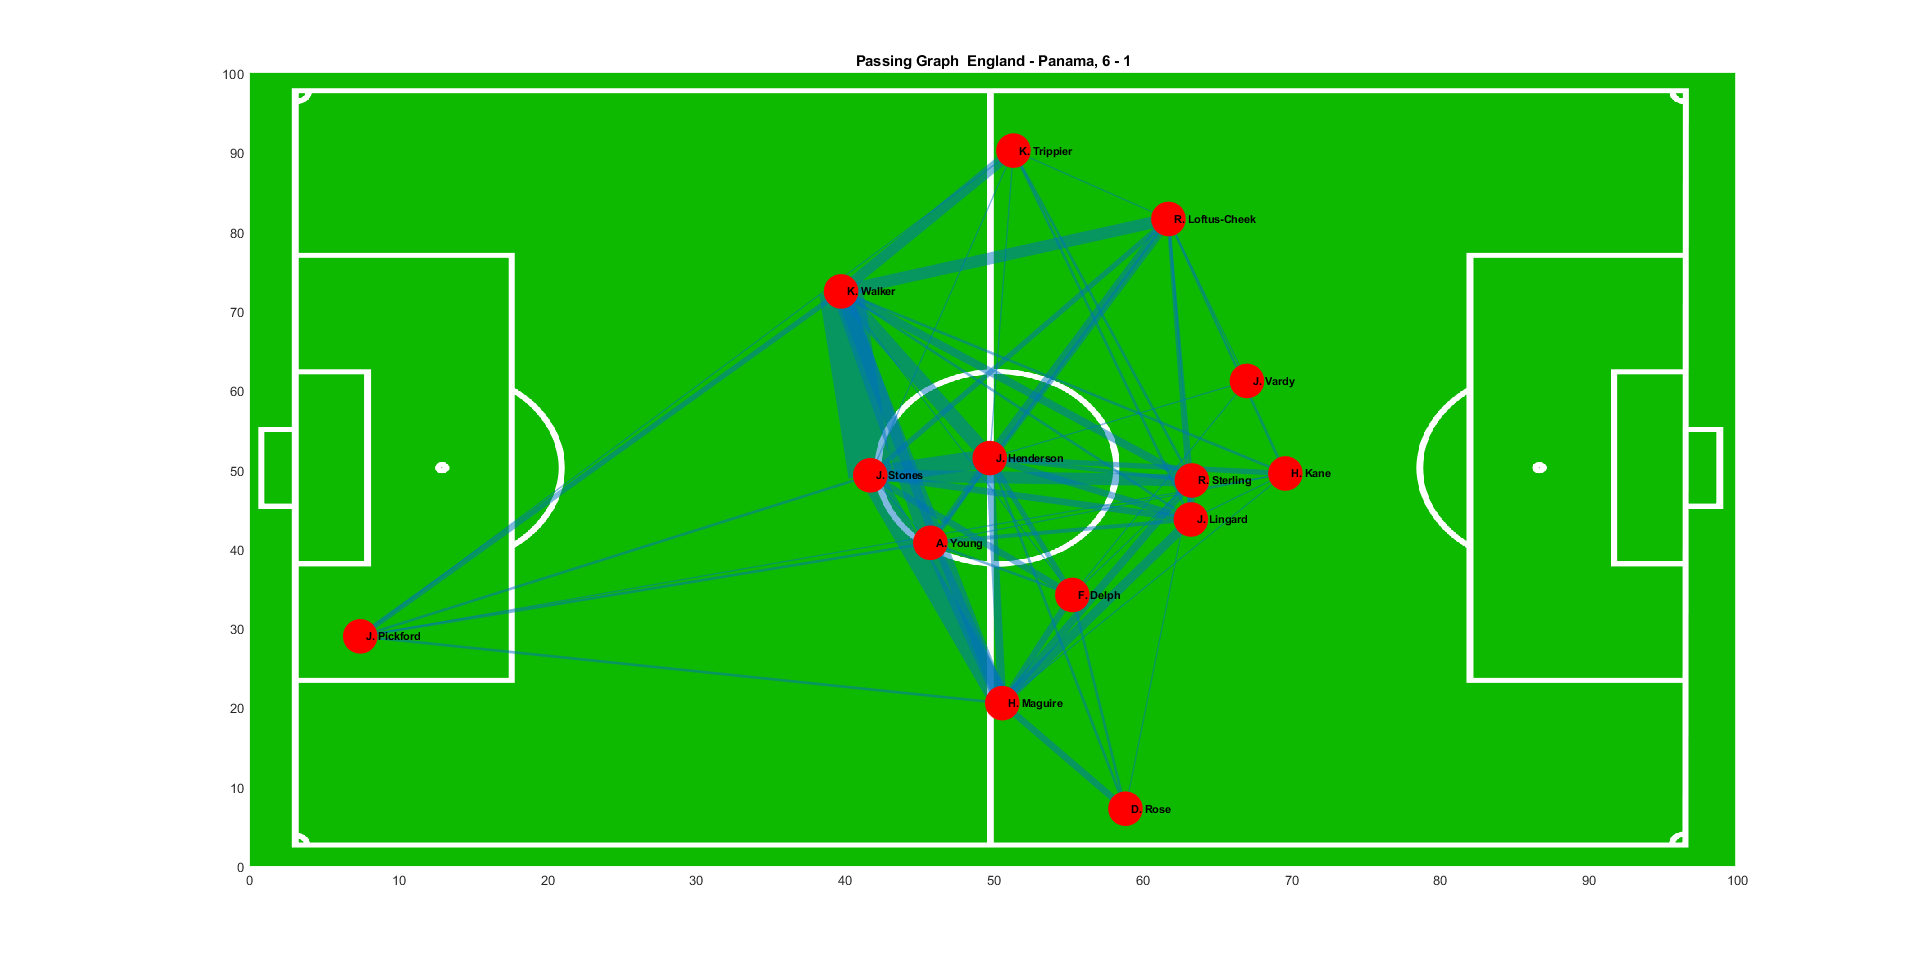 Passing Graph  England - Panama, 6 - 1
100
90
80
70
60
50
40
30
20
10
0
K. Trippier
R. Loftus-Cheek
K. Walker
J. Vardy
J. Henderson
H. Kane
J. Stones
R. Sterling
J. Lingard
A. Young
F. Delph
J. Pickford
H. Maguire
D. Rose
0 10 20 30 40 50 60 70 80 90 100